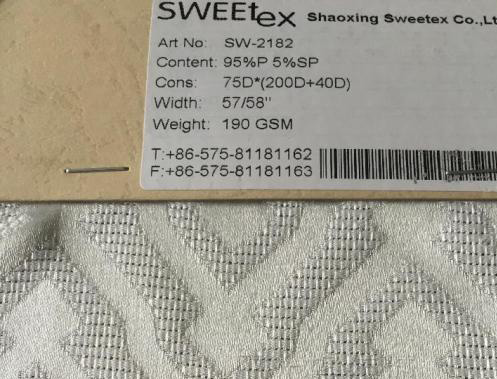 SWEEtex Shaoxing Sweetex Co.,Lt
Art No: SW-2182
Content: 95%P 5%SP
Cons: 75D*(200D+40D)
Width: 57/58"
Weight: 190 GSM
T:+86-575-81181162
F:+86-575-81181163